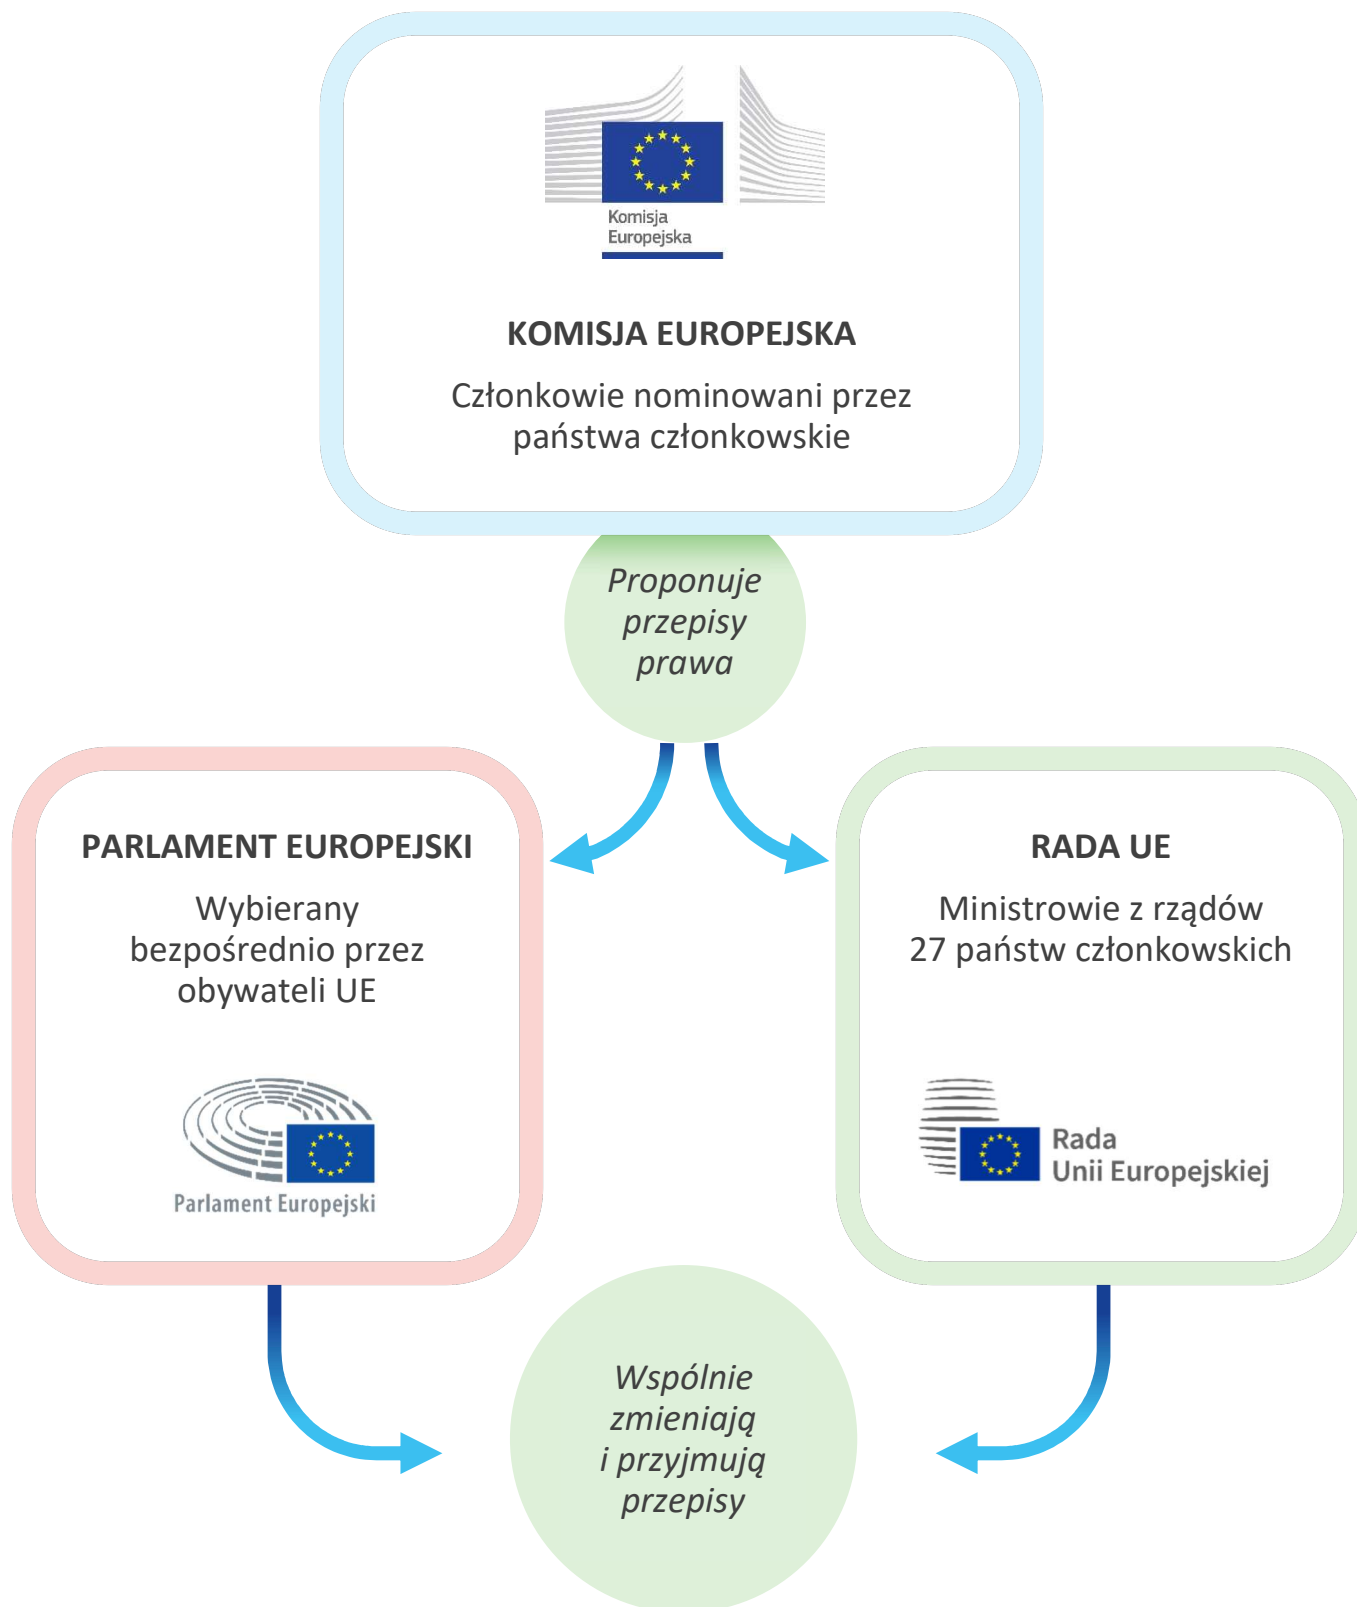 Komisja
Europejska
KOMISJA EUROPEJSKA
Członkowie nominowani przez
państwa członkowskie
Proponuje
przepisy
prawa
PARLAMENT EUROPEJSKI
Wybierany
bezpośrednio przez
obywateli UE
Parlament Europejski
RADA UE
Ministrowie z rządów
27 państw członkowskich
Rada
Unii Europejskiej
Wspólnie
zmieniają
i przyjmują
przepisy